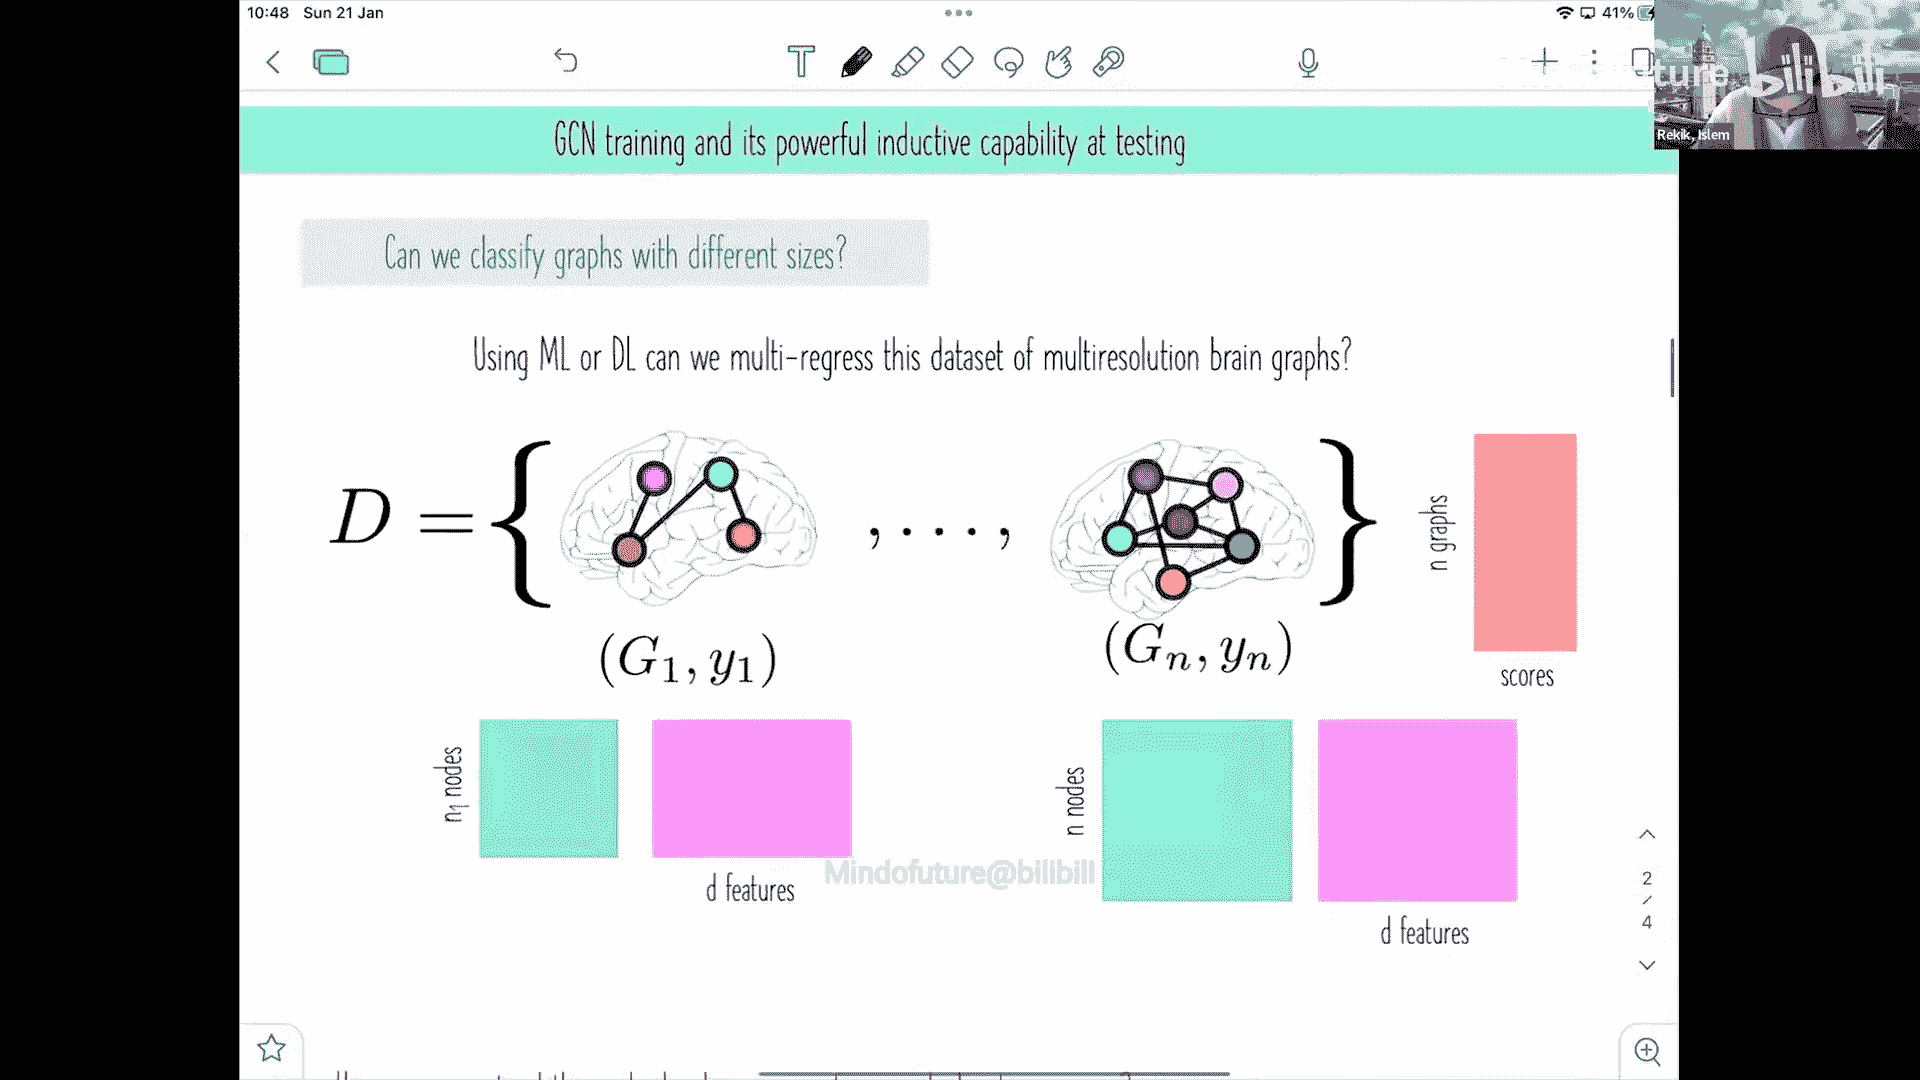 10:48 Sun 21 Jan
41%
ture bilibili
Rekik, Islem
GCN training and its powerful inductive capability at testing
Can we classify graphs with different sizes?
Using ML or DL can we multi-regress this dataset of multiresolution brain graphs?
D = { , . . . , }
(G₁, y₁)
(Gₙ, yₙ)
n graphs
scores
n₁ nodes
d features
n nodes
d features
Mindofuture@bilibili
2
/
4